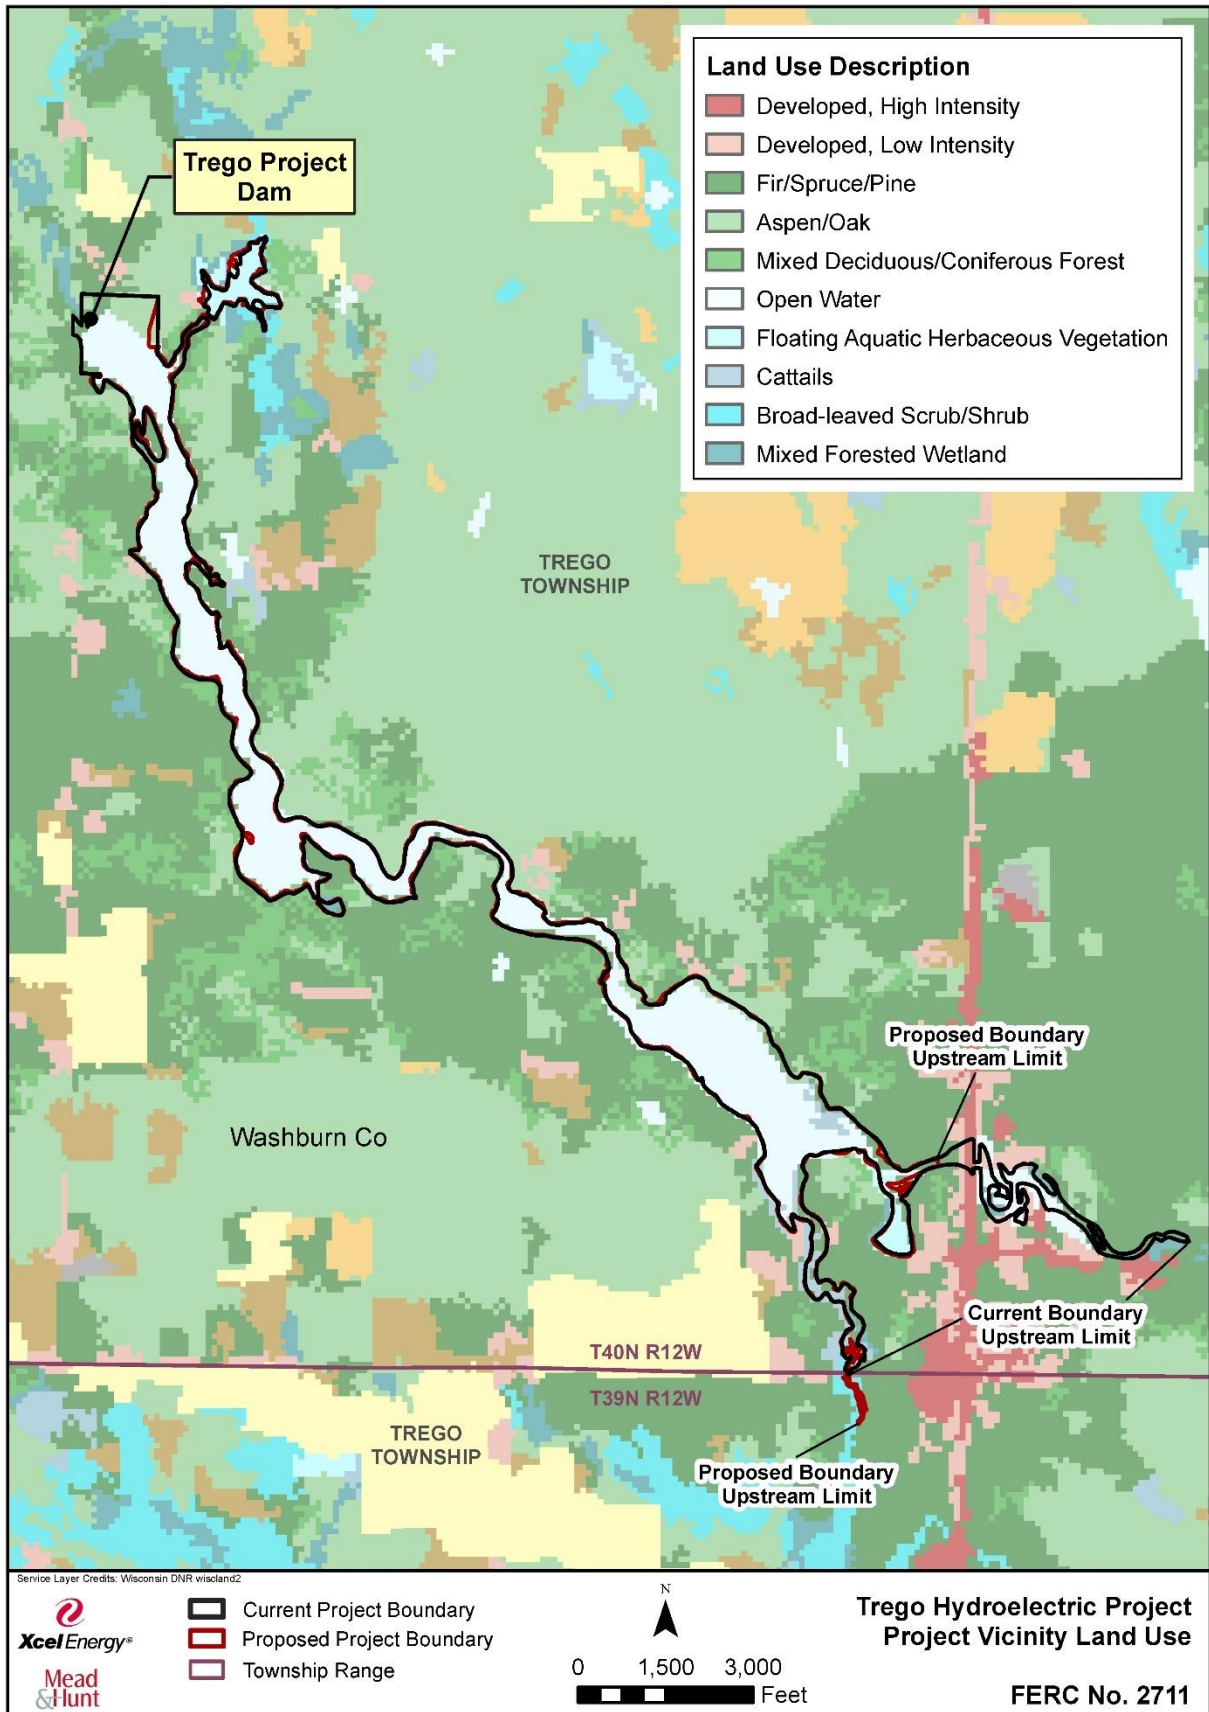 Land Use Description
Developed, High Intensity
Developed, Low Intensity
Fir/Spruce/Pine
Aspen/Oak
Mixed Deciduous/Coniferous Forest
Open Water
Floating Aquatic Herbaceous Vegetation
Cattails
Broad-leaved Scrub/Shrub
Mixed Forested Wetland
Trego Project
Dam
TREGO
TOWNSHIP
Proposed Boundary
Upstream Limit
Washburn Co
Current Boundary
Upstream Limit
T40N R12W
T39N R12W
TREGO
TOWNSHIP
Proposed Boundary
Upstream Limit
Service Layer Credits: Wisconsin DNR wiscland2
Xcel Energy®
Mead
&Hunt
Current Project Boundary
Proposed Project Boundary
Township Range
N
0 1,500 3,000
Feet
Trego Hydroelectric Project
Project Vicinity Land Use
FERC No. 2711